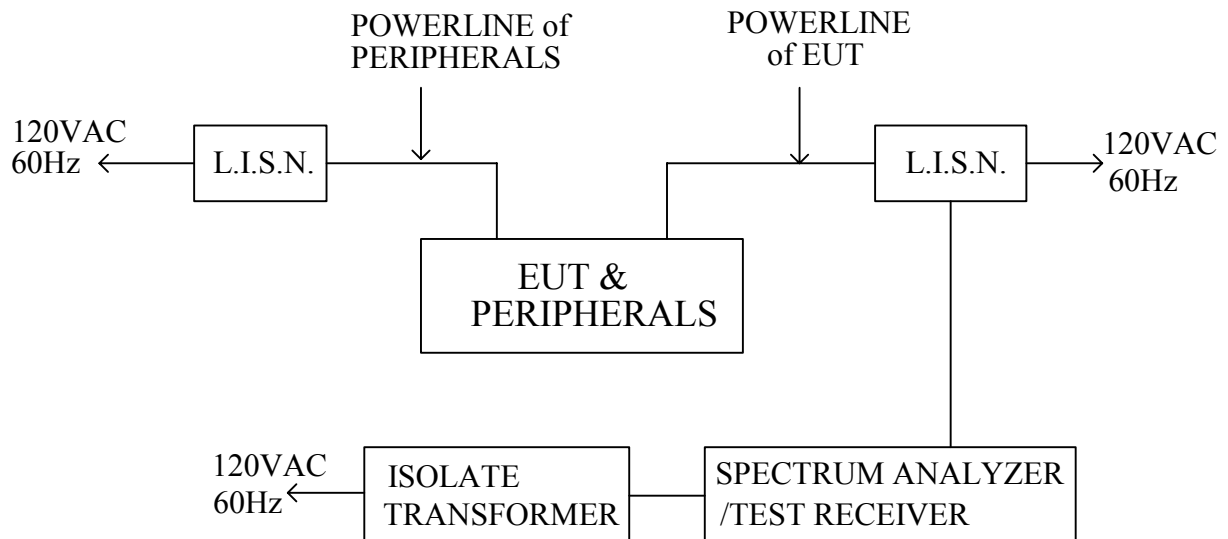 POWERLINE of
PERIPHERALS
POWERLINE
of EUT
120VAC
60Hz
L.I.S.N.
L.I.S.N.
120VAC
60Hz
EUT &
PERIPHERALS
120VAC
60Hz
ISOLATE
TRANSFORMER
SPECTRUM ANALYZER
/TEST RECEIVER